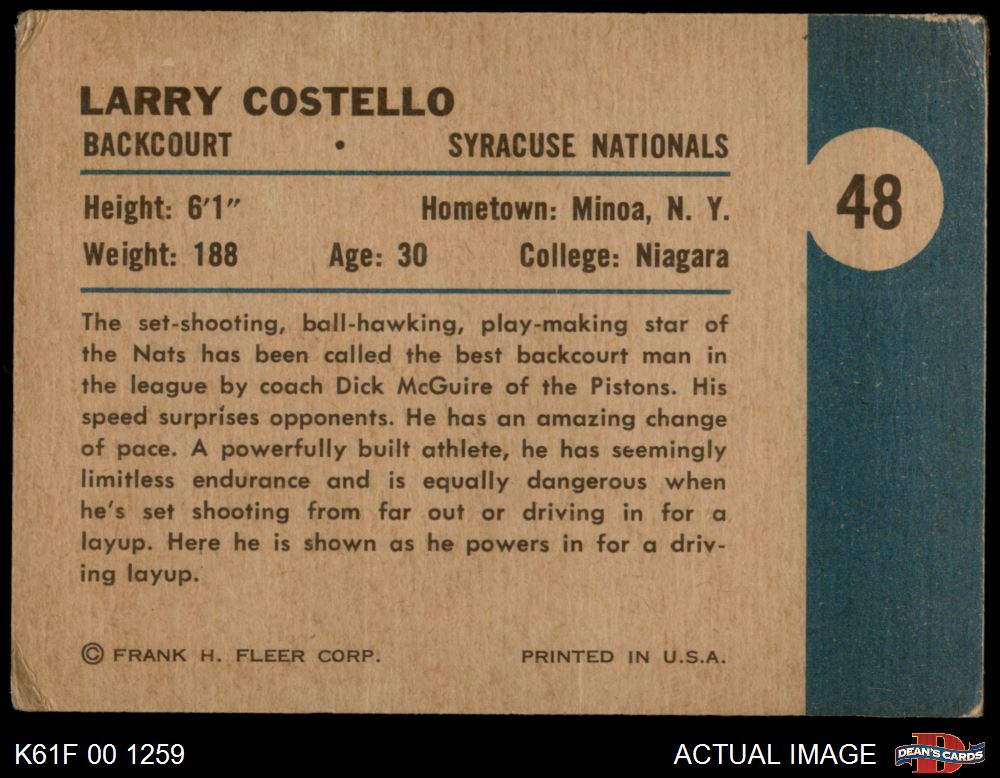 LARRY COSTELLO
BACKCOURT • SYRACUSE NATIONALS
Height: 6'1" Hometown: Minoa, N. Y.
Weight: 188 Age: 30 College: Niagara
48
The set-shooting, ball-hawking, play-making star of
the Nats has been called the best backcourt man in
the league by coach Dick McGuire of the Pistons. His
speed surprises opponents. He has an amazing change
of pace. A powerfully built athlete, he has seemingly
limitless endurance and is equally dangerous when
he's set shooting from far out or driving in for a
layup. Here he is shown as he powers in for a driv-
ing layup.
© FRANK H. FLEER CORP. PRINTED IN U.S.A.
K61F 00 1259 ACTUAL IMAGE DEAN'S CARDS